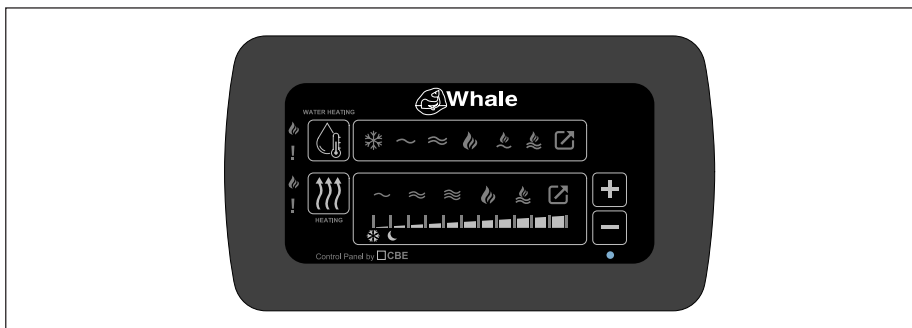 Whale
WATER HEATING
!
!
HEATING
+
−
Control Panel by CBE